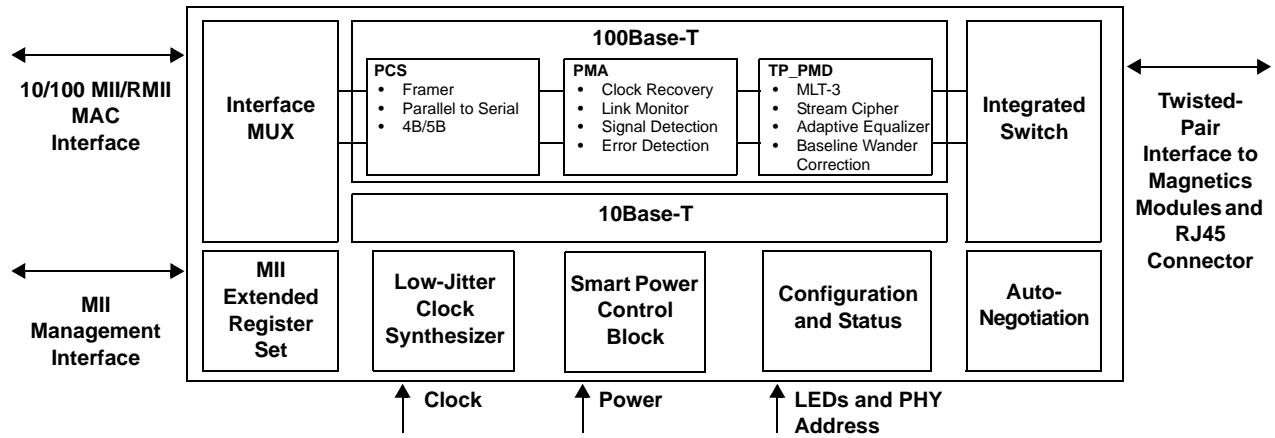 100Base-T
10/100 MII/RMII
MAC
Interface
Interface
MUX
PCS
• Framer
• Parallel to Serial
• 4B/5B
PMA
• Clock Recovery
• Link Monitor
• Signal Detection
• Error Detection
TP_PMD
• MLT-3
• Stream Cipher
• Adaptive Equalizer
• Baseline Wander
Correction
Integrated
Switch
Twisted-
Pair
Interface to
Magnetics
Modules and
RJ45
Connector
10Base-T
MII
Management
Interface
MII
Extended
Register
Set
Low-Jitter
Clock
Synthesizer
Smart Power
Control
Block
Configuration
and Status
Auto-
Negotiation
Clock
Power
LEDs and PHY
Address